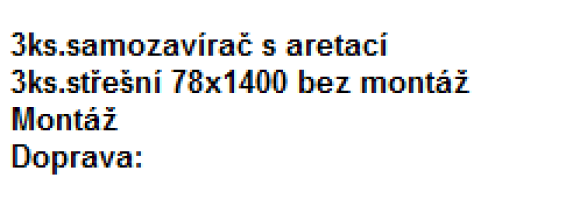 3ks.samozavírač s aretací
3ks.střešní 78x1400 bez montáž
Montáž
Doprava: